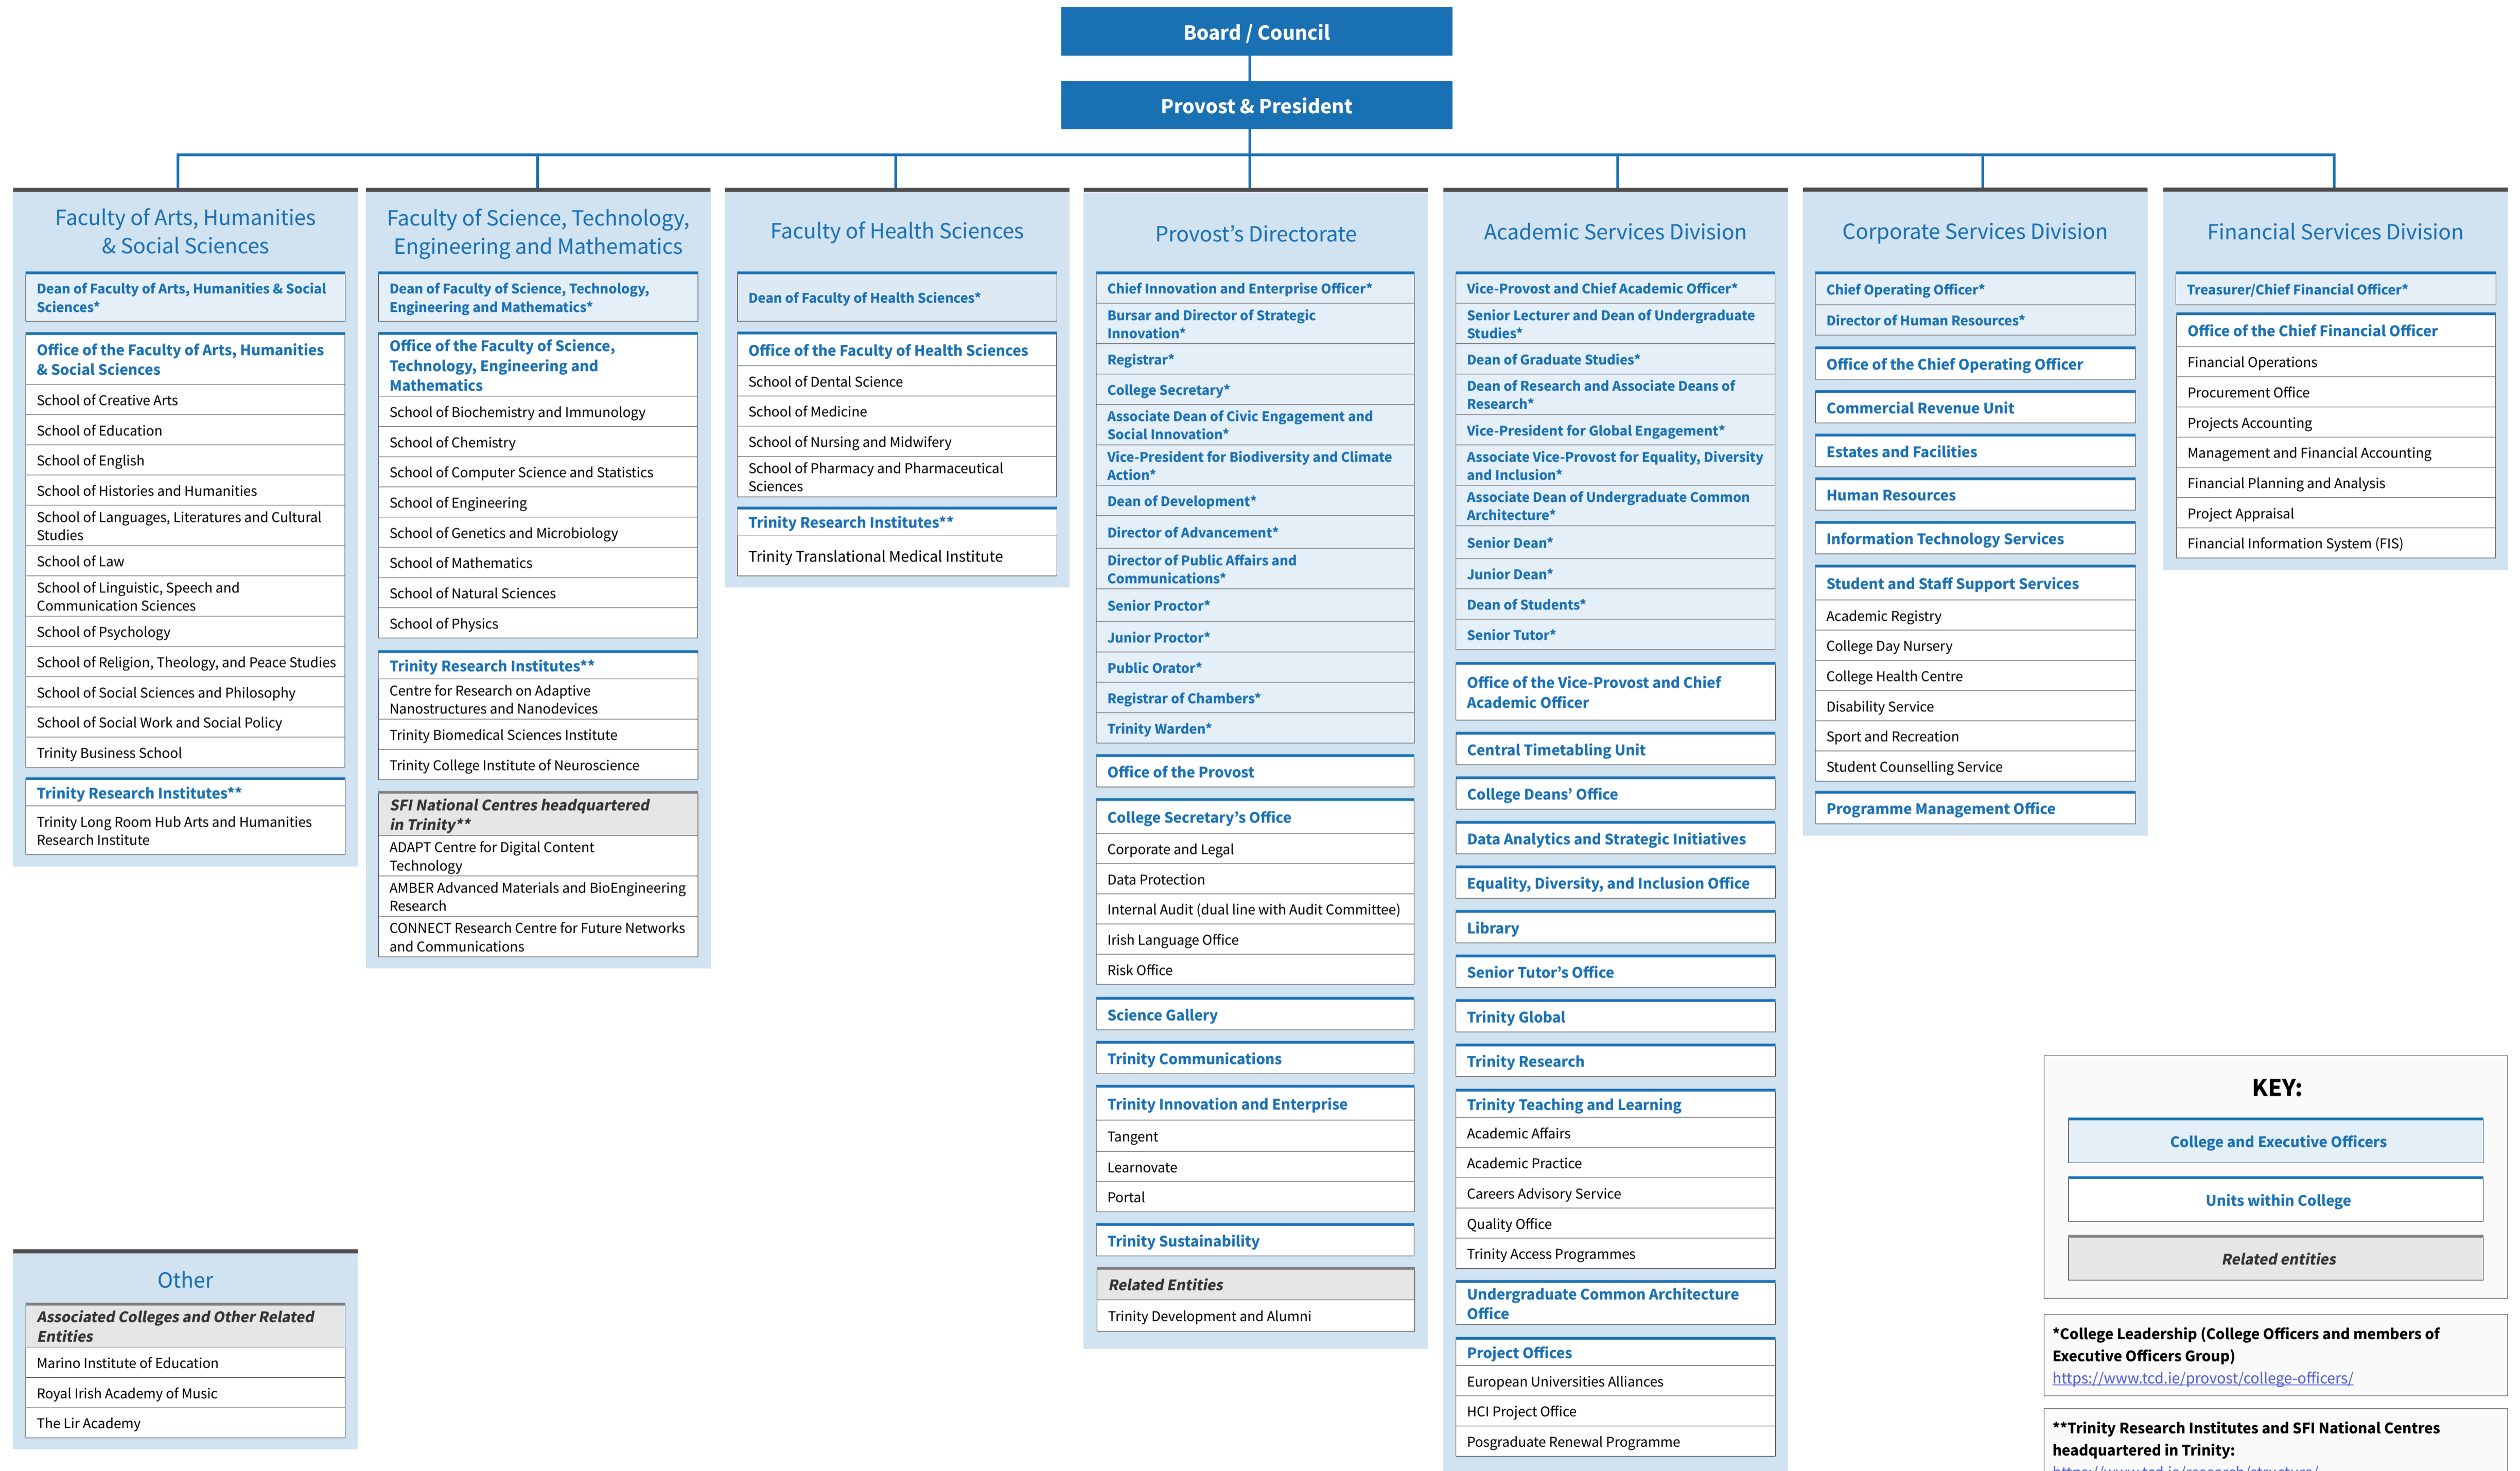 Board / Council
Provost & President
Faculty of Arts, Humanities
& Social Sciences
Dean of Faculty of Arts, Humanities & Social
Sciences*
Office of the Faculty of Arts, Humanities
& Social Sciences
School of Creative Arts
School of Education
School of English
School of Histories and Humanities
School of Languages, Literatures and Cultural
Studies
School of Law
School of Linguistic, Speech and
Communication Sciences
School of Psychology
School of Religion, Theology, and Peace Studies
School of Social Sciences and Philosophy
School of Social Work and Social Policy
Trinity Business School
Trinity Research Institutes**
Trinity Long Room Hub Arts and Humanities
Research Institute
Faculty of Science, Technology,
Engineering and Mathematics
Dean of Faculty of Science, Technology,
Engineering and Mathematics*
Office of the Faculty of Science,
Technology, Engineering and
Mathematics
School of Biochemistry and Immunology
School of Chemistry
School of Computer Science and Statistics
School of Engineering
School of Genetics and Microbiology
School of Mathematics
School of Natural Sciences
School of Physics
Trinity Research Institutes**
Centre for Research on Adaptive
Nanostructures and Nanodevices
Trinity Biomedical Sciences Institute
Trinity College Institute of Neuroscience
SFI National Centres headquartered
in Trinity**
ADAPT Centre for Digital Content
Technology
AMBER Advanced Materials and BioEngineering
Research
CONNECT Research Centre for Future Networks
and Communications
Faculty of Health Sciences
Dean of Faculty of Health Sciences*
Office of the Faculty of Health Sciences
School of Dental Science
School of Medicine
School of Nursing and Midwifery
School of Pharmacy and Pharmaceutical
Sciences
Trinity Research Institutes**
Trinity Translational Medical Institute
Provost’s Directorate
Chief Innovation and Enterprise Officer*
Bursar and Director of Strategic
Innovation*
Registrar*
College Secretary*
Associate Dean of Civic Engagement and
Social Innovation*
Vice-President for Biodiversity and Climate
Action*
Dean of Development*
Director of Advancement*
Director of Public Affairs and
Communications*
Senior Proctor*
Junior Proctor*
Public Orator*
Registrar of Chambers*
Trinity Warden*
Office of the Provost
College Secretary’s Office
Corporate and Legal
Data Protection
Internal Audit (dual line with Audit Committee)
Irish Language Office
Risk Office
Science Gallery
Trinity Communications
Trinity Innovation and Enterprise
Tangent
Learnovate
Portal
Trinity Sustainability
Related Entities
Trinity Development and Alumni
Academic Services Division
Vice-Provost and Chief Academic Officer*
Senior Lecturer and Dean of Undergraduate
Studies*
Dean of Graduate Studies*
Dean of Research and Associate Deans of
Research*
Vice-President for Global Engagement*
Associate Vice-Provost for Equality, Diversity
and Inclusion*
Associate Dean of Undergraduate Common
Architecture*
Senior Dean*
Junior Dean*
Dean of Students*
Senior Tutor*
Office of the Vice-Provost and Chief
Academic Officer
Central Timetabling Unit
College Deans’ Office
Data Analytics and Strategic Initiatives
Equality, Diversity, and Inclusion Office
Library
Senior Tutor’s Office
Trinity Global
Trinity Research
Trinity Teaching and Learning
Academic Affairs
Academic Practice
Careers Advisory Service
Quality Office
Trinity Access Programmes
Undergraduate Common Architecture
Office
Project Offices
European Universities Alliances
HCI Project Office
Posgraduate Renewal Programme
Corporate Services Division
Chief Operating Officer*
Director of Human Resources*
Office of the Chief Operating Officer
Commercial Revenue Unit
Estates and Facilities
Human Resources
Information Technology Services
Student and Staff Support Services
Academic Registry
College Day Nursery
College Health Centre
Disability Service
Sport and Recreation
Student Counselling Service
Programme Management Office
Financial Services Division
Treasurer/Chief Financial Officer*
Office of the Chief Financial Officer
Financial Operations
Procurement Office
Projects Accounting
Management and Financial Accounting
Financial Planning and Analysis
Project Appraisal
Financial Information System (FIS)
Other
Associated Colleges and Other Related
Entities
Marino Institute of Education
Royal Irish Academy of Music
The Lir Academy
KEY:
College and Executive Officers
Units within College
Related entities
*College Leadership (College Officers and members of
Executive Officers Group)
https://www.tcd.ie/provost/college-officers/
**Trinity Research Institutes and SFI National Centres
headquartered in Trinity:
https://www.tcd.ie/research/structure/